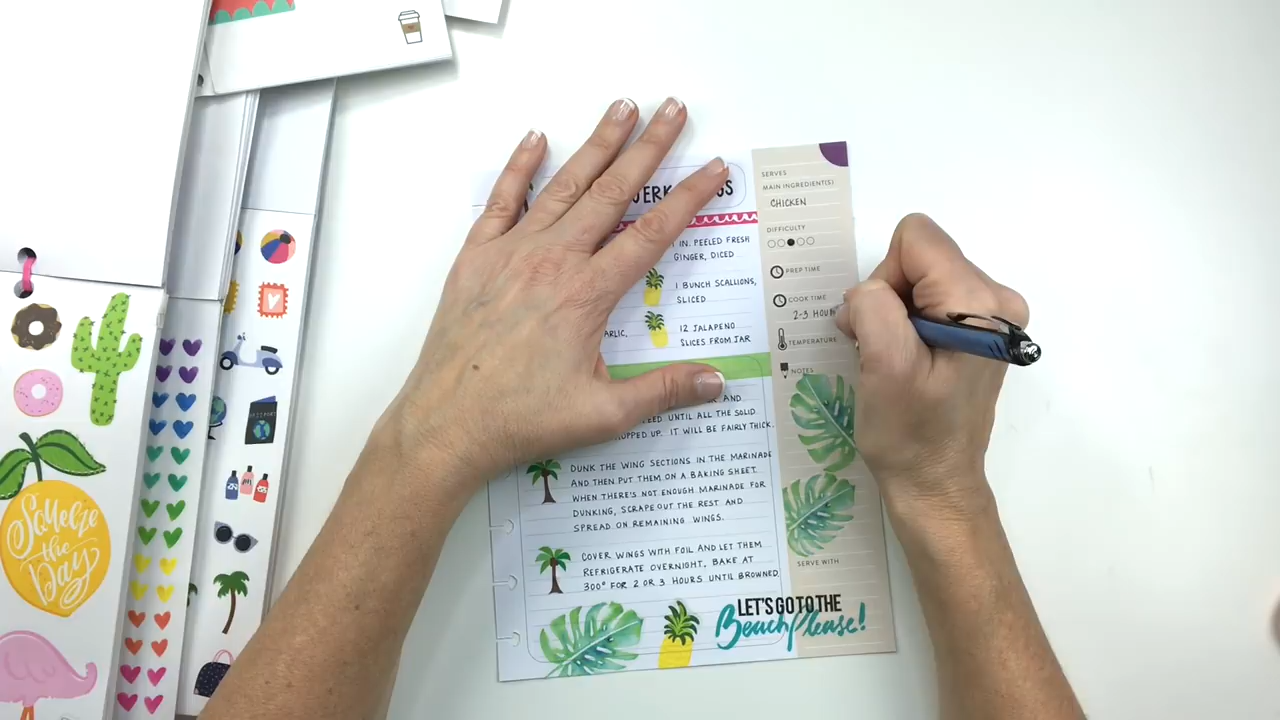 SERVES
MAIN INGREDIENT(S)
CHICKEN
DIFFICULTY
PREP TIME
COOK TIME
2-3 HOUR
TEMPERATURE
NOTES
SERVE WITH
1 IN. PEELED FRESH
GINGER, DICED
1 BUNCH SCALLIONS,
SLICED
12 JALAPENO
SLICES FROM JAR
AND
UNTIL ALL THE SOLID
UP. IT WILL BE FAIRLY THICK.
DUNK THE WING SECTIONS IN THE MARINADE
AND THEN PUT THEM ON A BAKING SHEET.
WHEN THERE'S NOT ENOUGH MARINADE FOR
DUNKING, SCRAPE OUT THE REST AND
SPREAD ON REMAINING WINGS.
COVER WINGS WITH FOIL AND LET THEM
REFRIGERATE OVERNIGHT. BAKE AT
300° FOR 2 OR 3 HOURS UNTIL BROWNED.
LET'S GO TO THE
Beach Please!
Squeeze
the
Day
PASSPORT